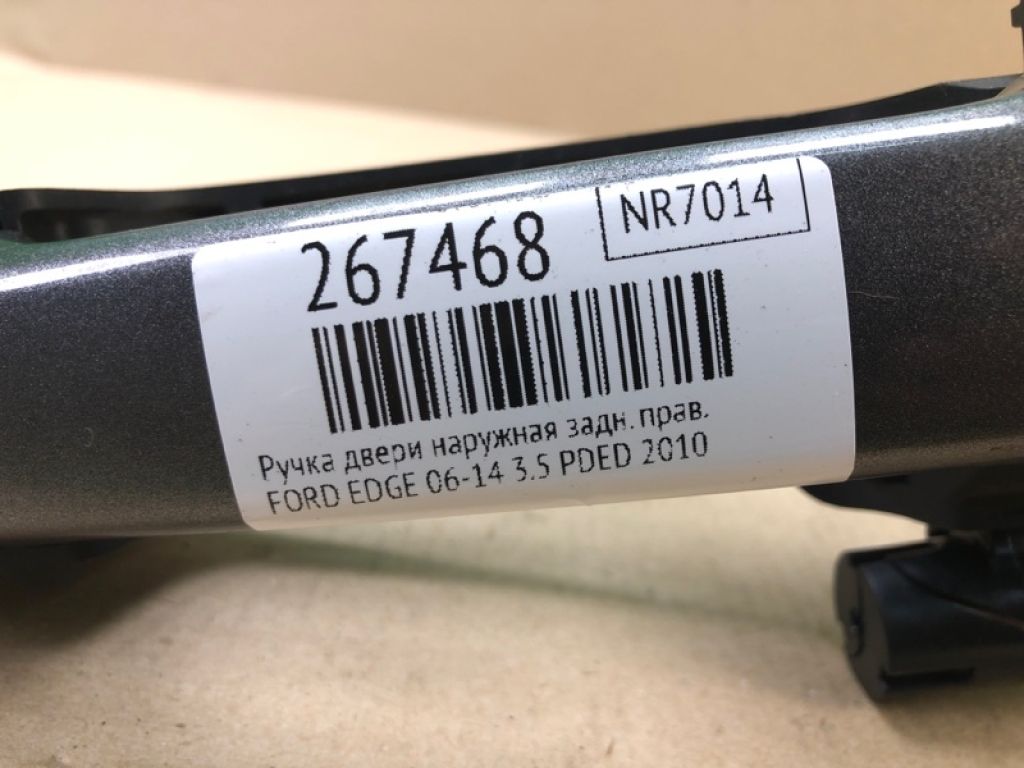 267468
NR7014
Ручка двери наружная задн. прав.
FORD EDGE 06-14 3.5 PDED 2010